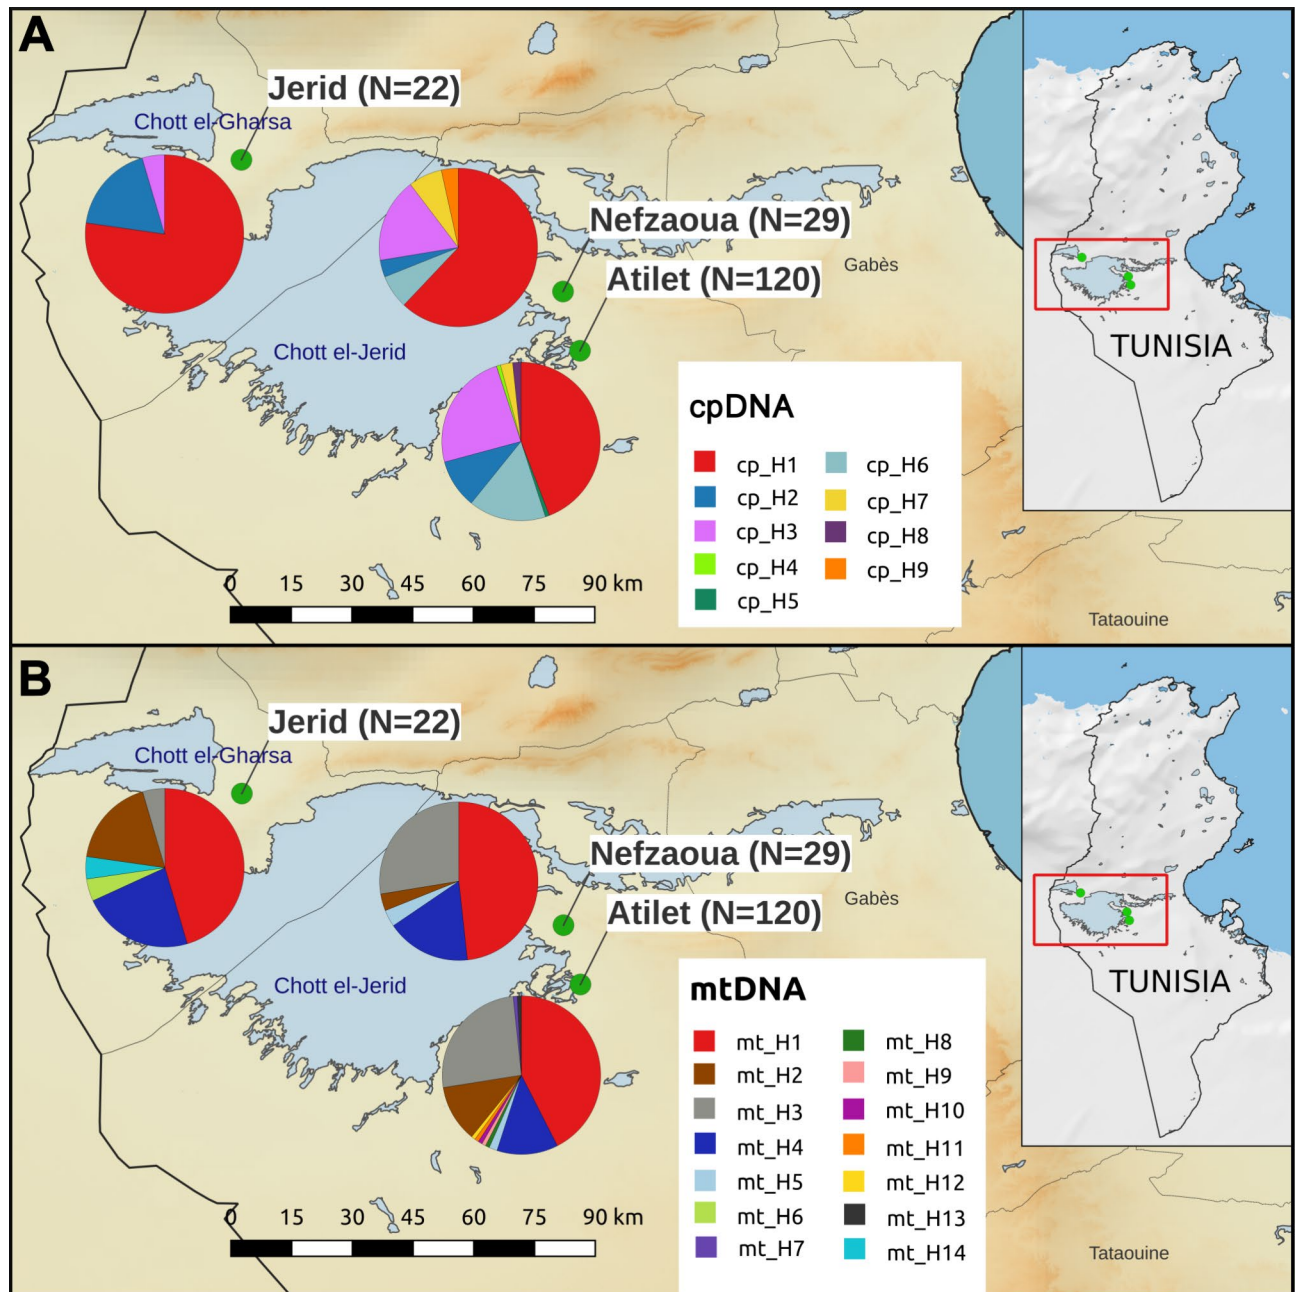 A
Jerid (N=22)
Chott el-Gharsa
Nefzaoua (N=29)
Atilet (N=120)
Gabès
Chott el-Jerid
TUNISIA
cpDNA
cp_H1
cp_H2
cp_H3
cp_H4
cp_H5
cp_H6
cp_H7
cp_H8
cp_H9
0 15 30 45 60 75 90 km
Tataouine
B
Jerid (N=22)
Chott el-Gharsa
Nefzaoua (N=29)
Atilet (N=120)
Gabès
Chott el-Jerid
TUNISIA
mtDNA
mt_H1
mt_H2
mt_H3
mt_H4
mt_H5
mt_H6
mt_H7
mt_H8
mt_H9
mt_H10
mt_H11
mt_H12
mt_H13
mt_H14
0 15 30 45 60 75 90 km
Tataouine